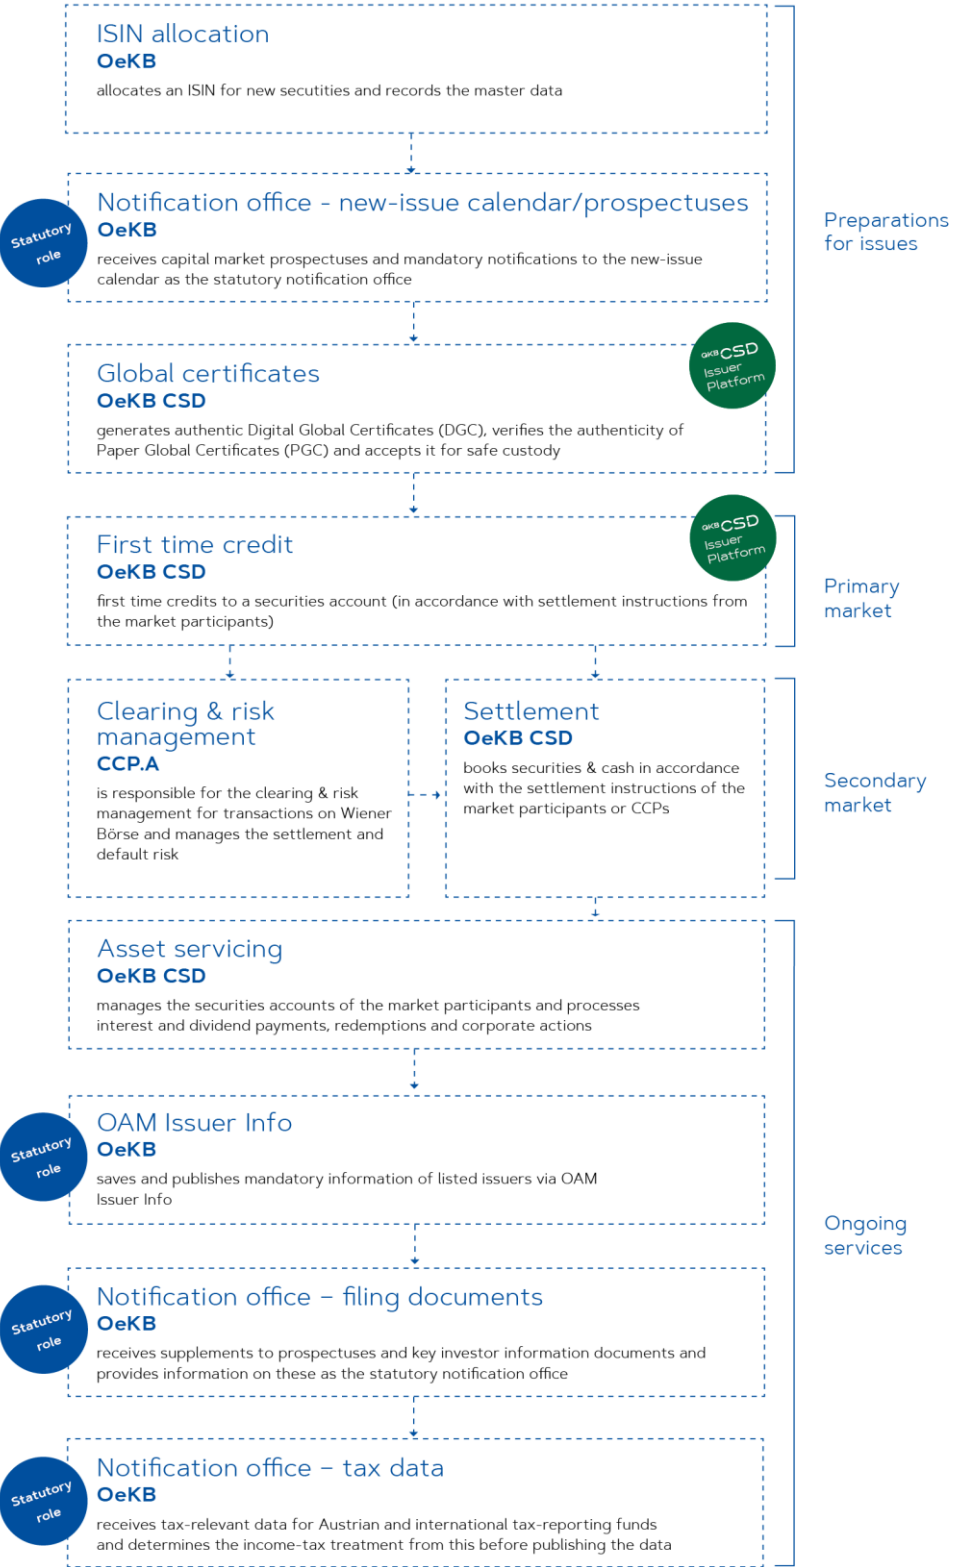 ISIN allocation
OeKB
allocates an ISIN for new secutities and records the master data
Notification office - new-issue calendar/prospectuses
OeKB
receives capital market prospectuses and mandatory notifications to the new-issue
calendar as the statutory notification office
Statutory
role
Preparations
for issues
Global certificates
OeKB CSD
generates authentic Digital Global Certificates (DGC), verifies the authenticity of
Paper Global Certificates (PGC) and accepts it for safe custody
OeKB CSD
Issuer
Platform
First time credit
OeKB CSD
first time credits to a securities account (in accordance with settlement instructions from
the market participants)
OeKB CSD
Issuer
Platform
Primary
market
Clearing & risk
management
CCP.A
is responsible for the clearing & risk
management for transactions on Wiener
Börse and manages the settlement and
default risk
Settlement
OeKB CSD
books securities & cash in accordance
with the settlement instructions of the
market participants or CCPs
Secondary
market
Asset servicing
OeKB CSD
manages the securities accounts of the market participants and processes
interest and dividend payments, redemptions and corporate actions
OAM Issuer Info
OeKB
saves and publishes mandatory information of listed issuers via OAM
Issuer Info
Statutory
role
Ongoing
services
Notification office – filing documents
OeKB
receives supplements to prospectuses and key investor information documents and
provides information on these as the statutory notification office
Statutory
role
Notification office – tax data
OeKB
receives tax-relevant data for Austrian and international tax-reporting funds
and determines the income-tax treatment from this before publishing the data
Statutory
role